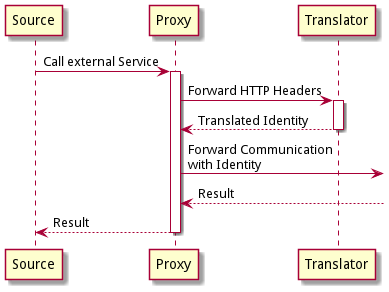 Source Proxy Translator
Call external Service
Forward HTTP Headers
Translated Identity
Forward Communication
with Identity
Result
Result
Source Proxy Translator